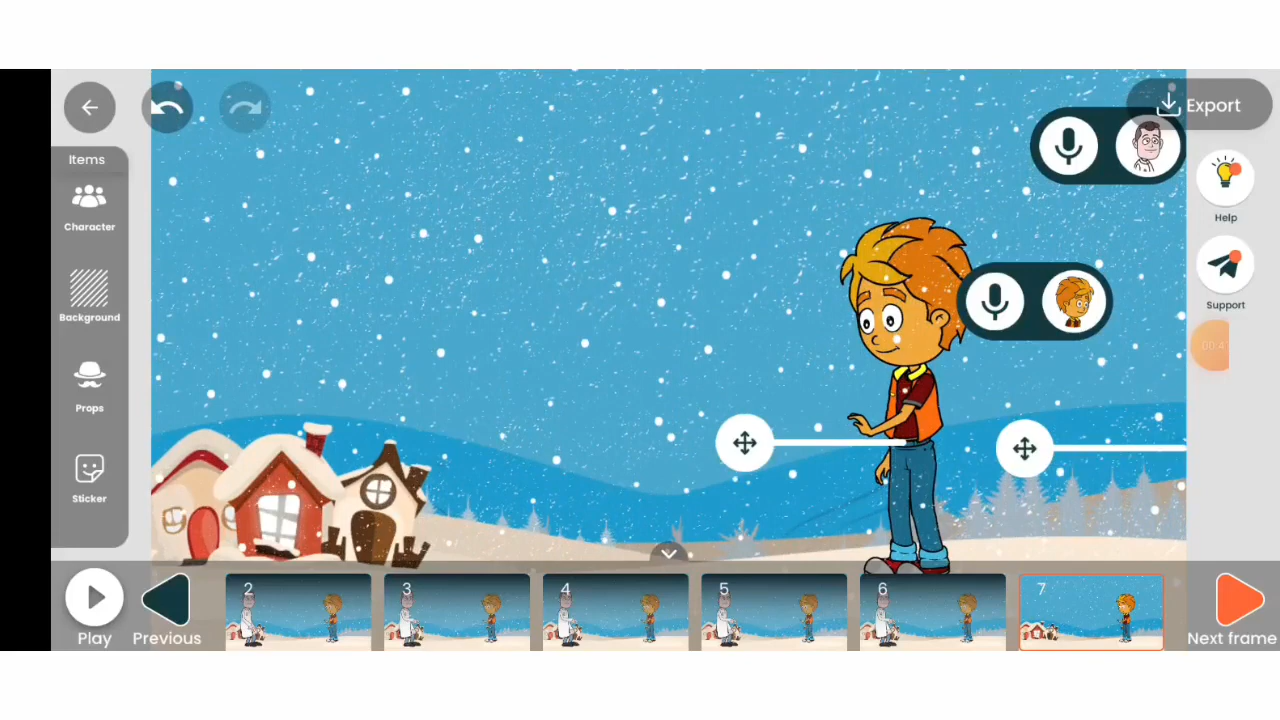 Export
Items
Character
Background
Props
Sticker
Help
Support
2
3
4
5
6
7
Play
Previous
Next frame